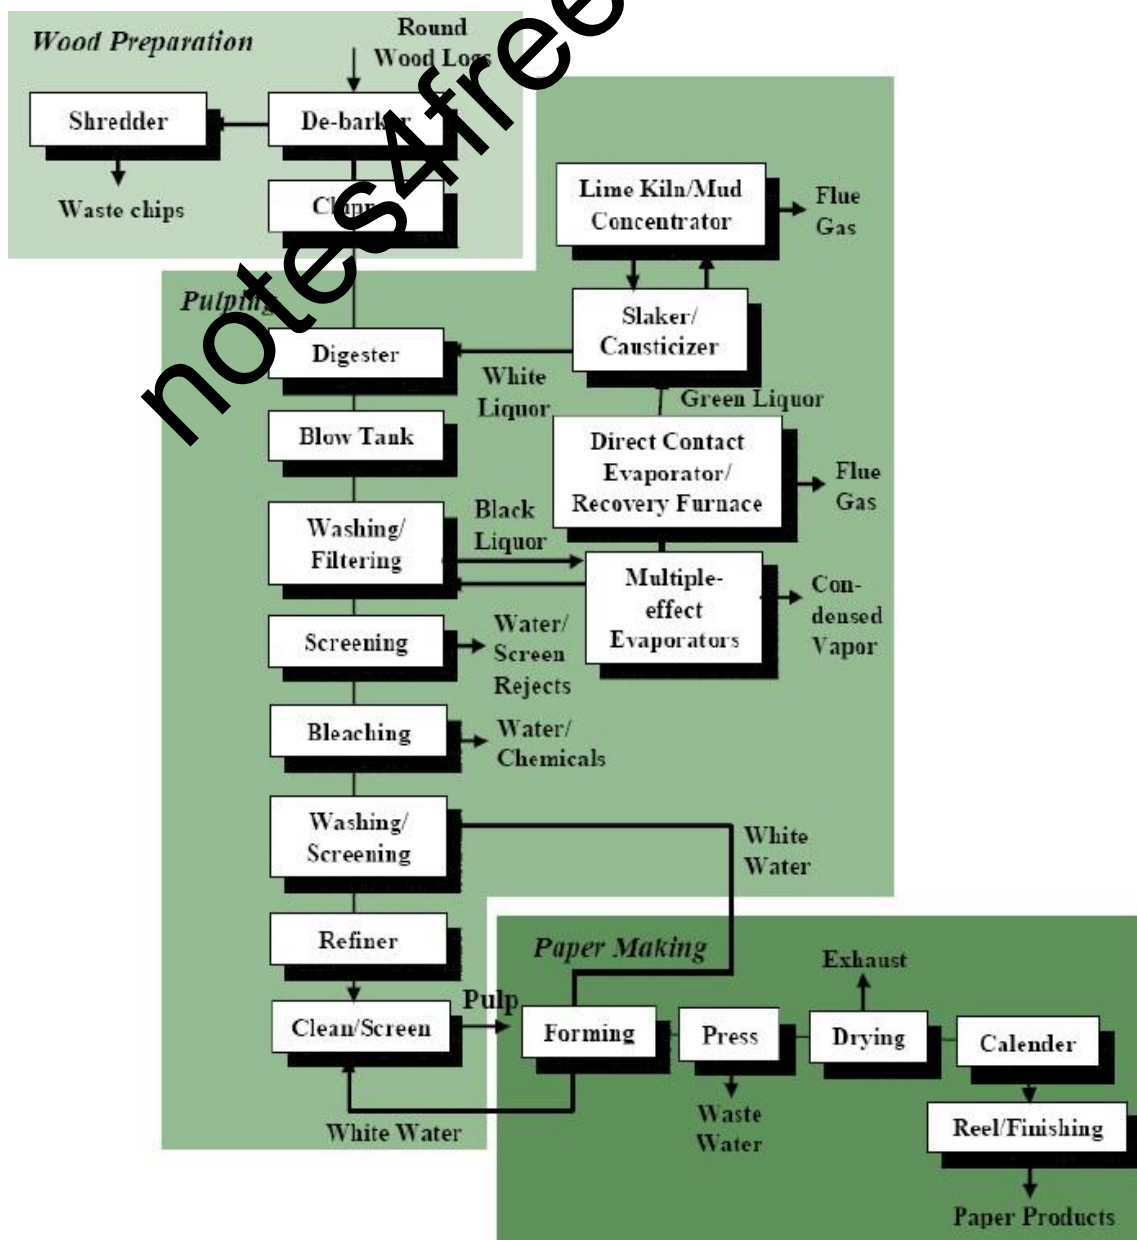 Wood Preparation
Round
Wood Logs
Shredder
De-barker
Waste chips
notes4free
Lime Kiln/Mud
Concentrator
Flue
Gas
Pulping
Slaker/
Causticizer
Digester
White
Liquor
Green Liquor
Blow Tank
Direct Contact
Evaporator/
Recovery Furnace
Flue
Gas
Washing/
Filtering
Black
Liquor
Multiple-
effect
Evaporators
Con-
densed
Vapor
Screening
Water/
Screen
Rejects
Bleaching
Water/
Chemicals
Washing/
Screening
White
Water
Refiner
Paper Making
Exhaust
Clean/Screen
Pulp
Forming
Press
Drying
Calender
White Water
Waste
Water
Reel/Finishing
Paper Products